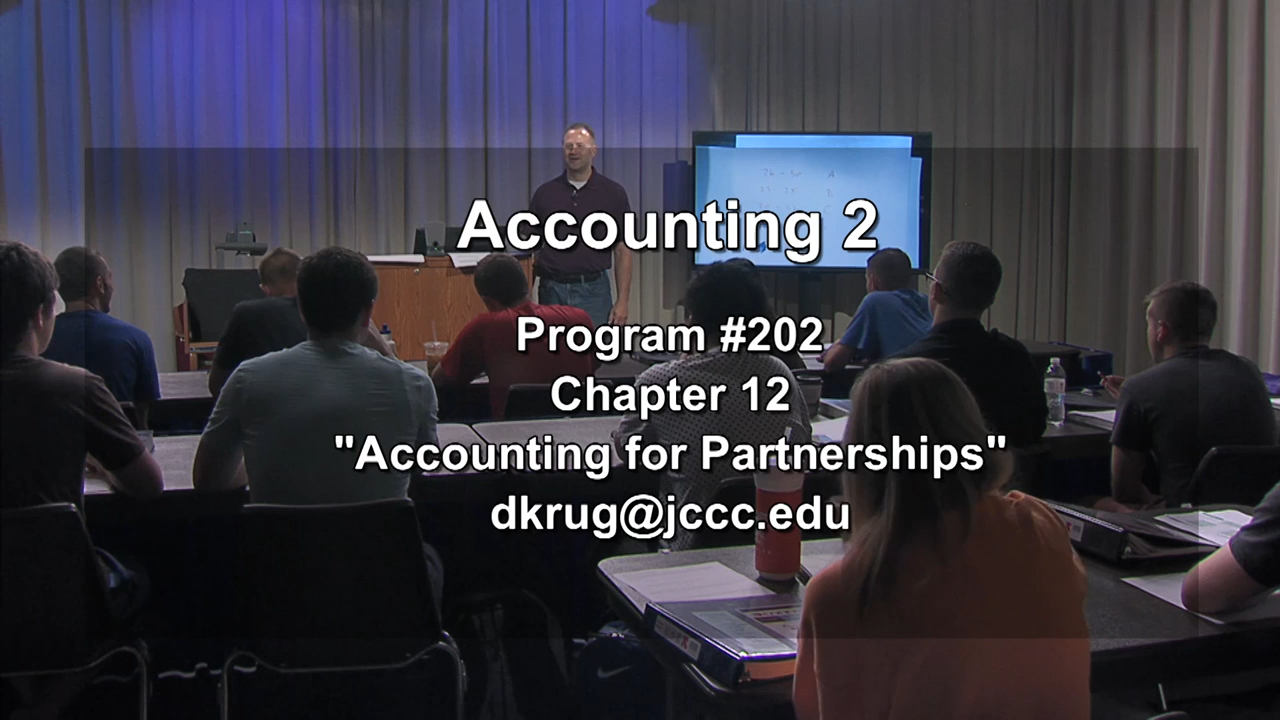 Accounting 2
Program #202
Chapter 12
"Accounting for Partnerships"
dkrug@jccc.edu